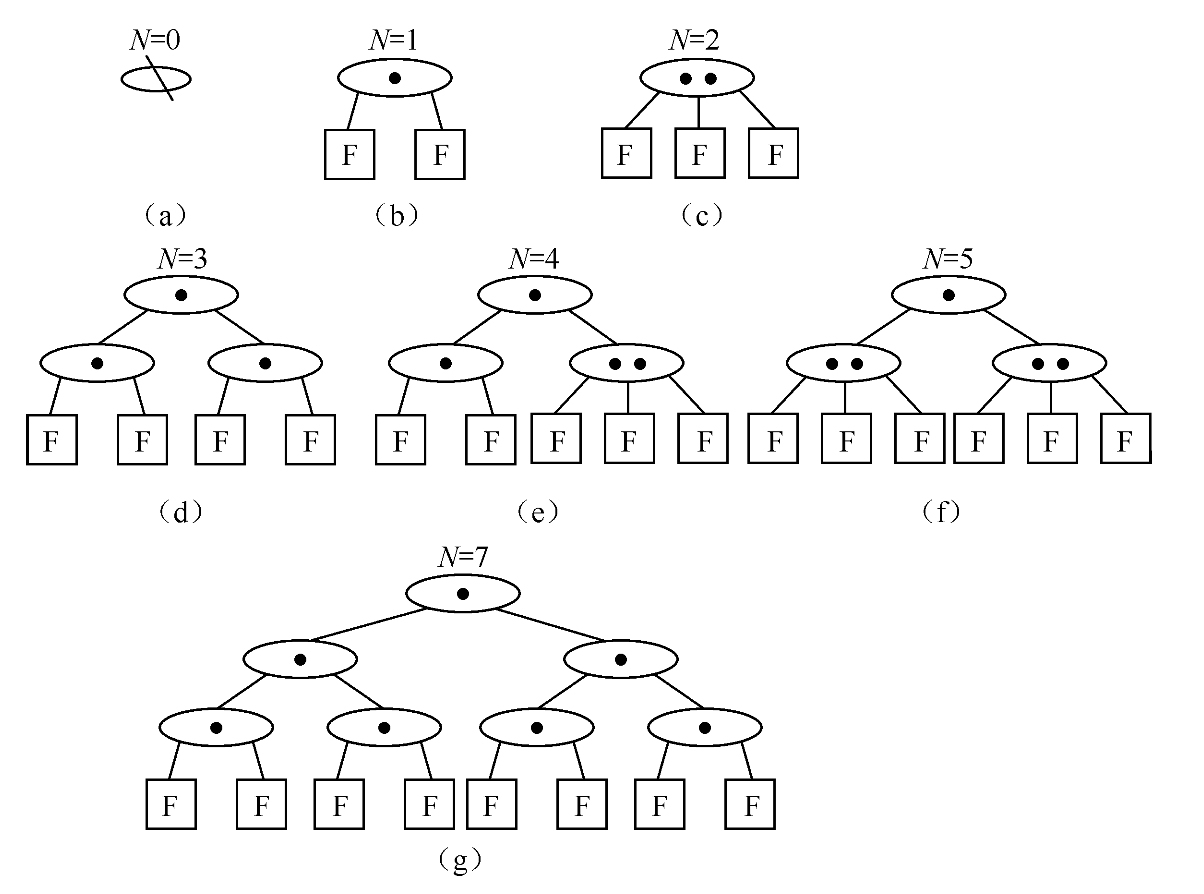 N=0 N=1 N=2
F F F F F
（a） （b） （c）
N=3 N=4 N=5
F F F F F F F F F F F F F F F
（d） （e） （f）
N=7
F F F F F F F F
（g）